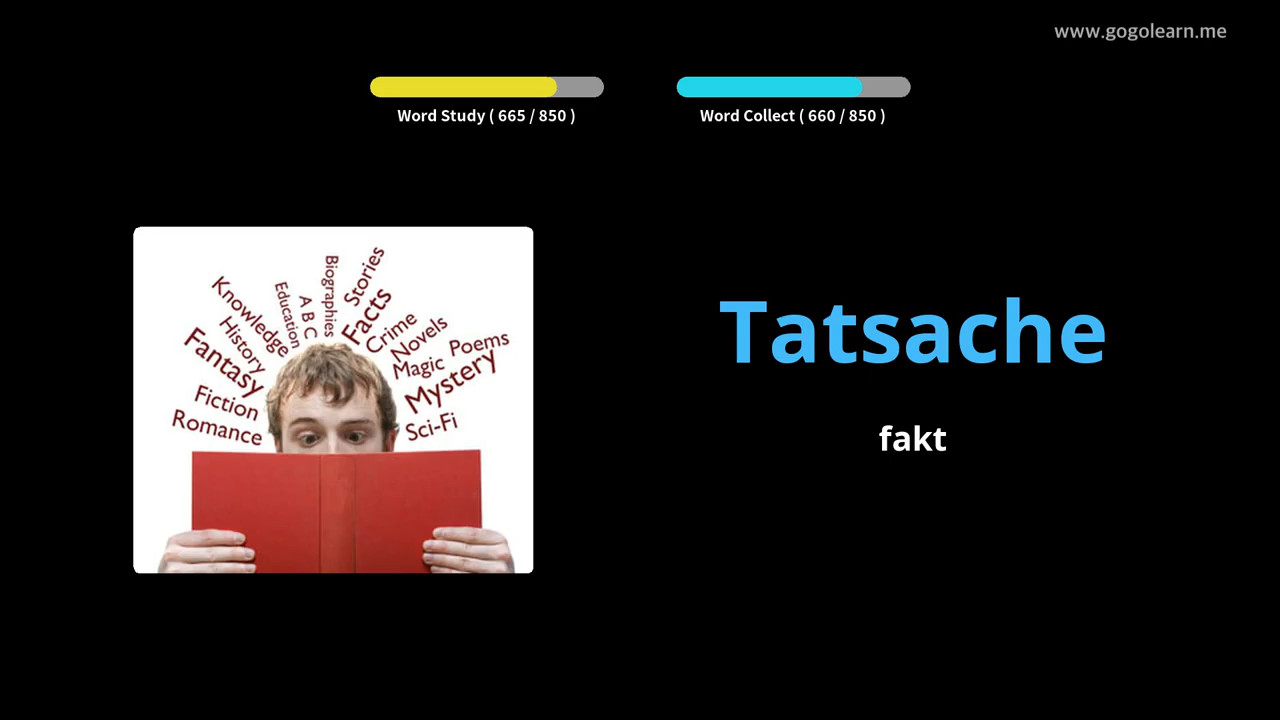 www.gogolearn.me
Word Study ( 665 / 850 )
Word Collect ( 660 / 850 )
Tatsache
fakt
Knowledge
Education
A B C
Biographies
Stories
Facts
Crime
Novels
Poems
History
Fantasy
Magic
Mystery
Fiction
Romance
Sci-Fi